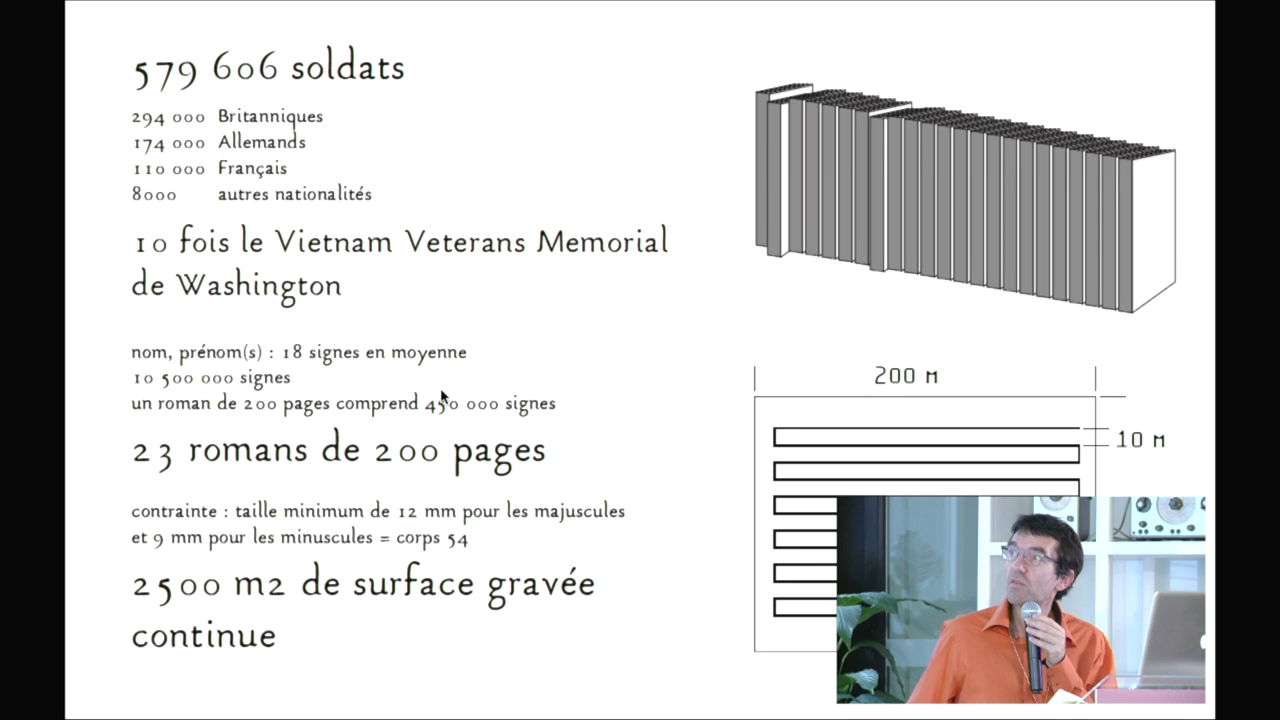 579 606 soldats
294 000 Britanniques
174 000 Allemands
110 000 Français
8000 autres nationalités
10 fois le Vietnam Veterans Memorial
de Washington
nom, prénom(s) : 18 signes en moyenne
10 500 000 signes
un roman de 200 pages comprend 450 000 signes
23 romans de 200 pages
contrainte : taille minimum de 12 mm pour les majuscules
et 9 mm pour les minuscules = corps 54
2500 m2 de surface gravée
continue
200 M
10 M